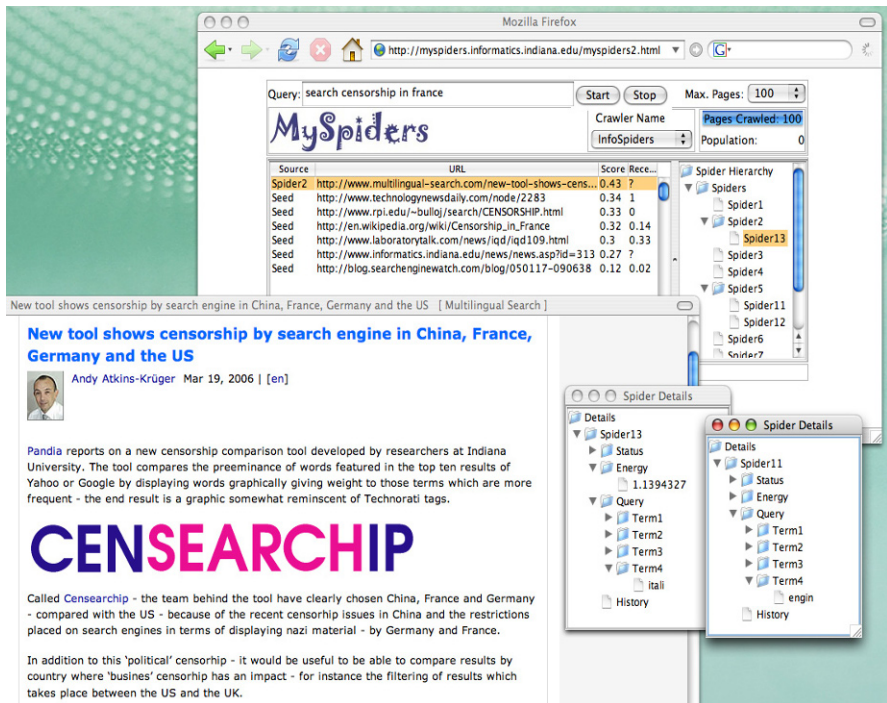 Mozilla Firefox
http://myspiders.informatics.indiana.edu/myspiders2.html
G
Query: search censorship in france Start Stop Max. Pages: 100
MySpiders
Crawler Name
InfoSpiders
Pages Crawled: 100
Population: 0
Source URL Score Rece...
Spider2 http://www.multilingual-search.com/new-tool-shows-cens... 0.43 ?
Seed http://www.technologynewsdaily.com/node/2283 0.34 1
Seed http://www.rpi.edu/~bulloj/search/CENSORSHIP.html 0.33 0
Seed http://en.wikipedia.org/wiki/Censorship_in_France 0.32 0.14
Seed http://www.laboratorytalk.com/news/iqd/iqd109.html 0.3 0.33
Seed http://www.informatics.indiana.edu/news/news.asp?id=313 0.27 ?
Seed http://blog.searchenginewatch.com/blog/050117-090638 0.12 0.02
Spider Hierarchy
Spiders
Spider1
Spider2
Spider13
Spider3
Spider4
Spider5
Spider11
Spider12
Spider6
Spider7
New tool shows censorship by search engine in China, France, Germany and the US [ Multilingual Search ]
New tool shows censorship by search engine in China, France,
Germany and the US
Andy Atkins-Krüger Mar 19, 2006 | [en]
Pandia reports on a new censorship comparison tool developed by researchers at Indiana
University. The tool compares the preeminance of words featured in the top ten results of
Yahoo or Google by displaying words graphically giving weight to those terms which are more
frequent - the end result is a graphic somewhat reminscent of Technorati tags.
CENSEARCHIP
Called Censearchip - the team behind the tool have clearly chosen China, France and Germany
- compared with the US - because of the recent censorhip issues in China and the restrictions
placed on search engines in terms of displaying nazi material - by Germany and France.
In addition to this 'political' censorhip - it would be useful to be able to compare results by
country where 'busines' censorhip has an impact - for instance the filtering of results which
takes place between the US and the UK.
Spider Details
Details
Spider13
Status
Energy
1.1394327
Query
Term1
Term2
Term3
Term4
itali
History
Spider Details
Details
Spider11
Status
Energy
Query
Term1
Term2
Term3
Term4
engin
History